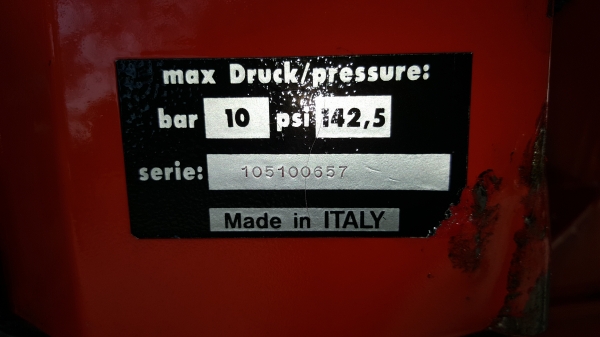 max Druck/pressure:
bar 10 psi 142,5
serie: 105100657
Made in ITALY